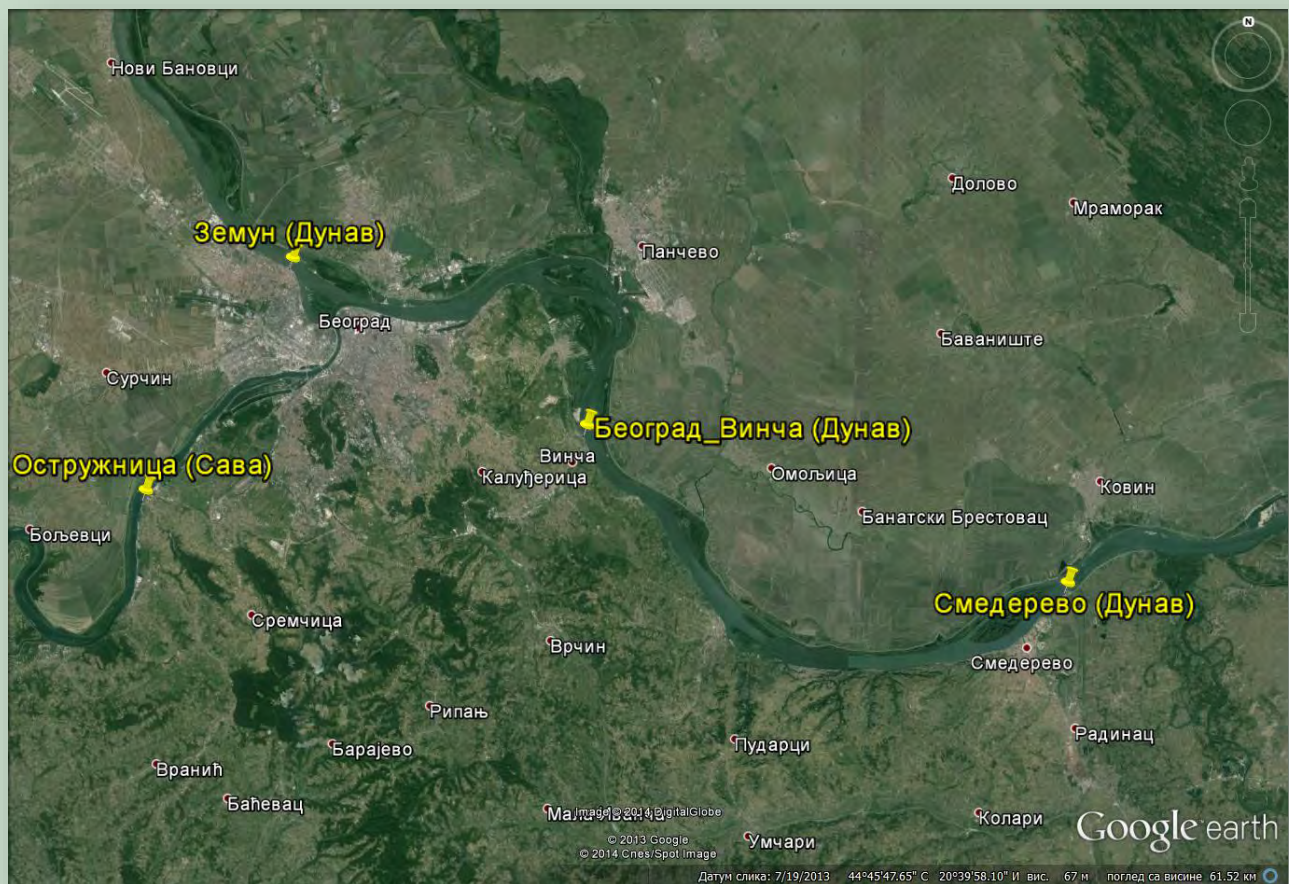 N
Нови Бановци
Долово
Мраморак
Земун (Дунав)
Панчево
Београд
Баваниште
Сурчин
Београд_Винча (Дунав)
Винча
Остружница (Сава)
Калуђерица
Омољица
Ковин
Банатски Брестовац
Бољевци
Смедерево (Дунав)
Сремчица
Врчин
Смедерево
Рипањ
Радинац
Барајево
Пударци
Вранић
Баћевац
Мала Иванча
Image © 2014 DigitalGlobe
Колари
Google earth
© 2013 Google
Умчари
© 2014 Cnes/Spot Image
Датум слика: 7/19/2013 44°45'47.65" С 20°39'58.10" И вис. 67 м поглед са висине 61.52 км